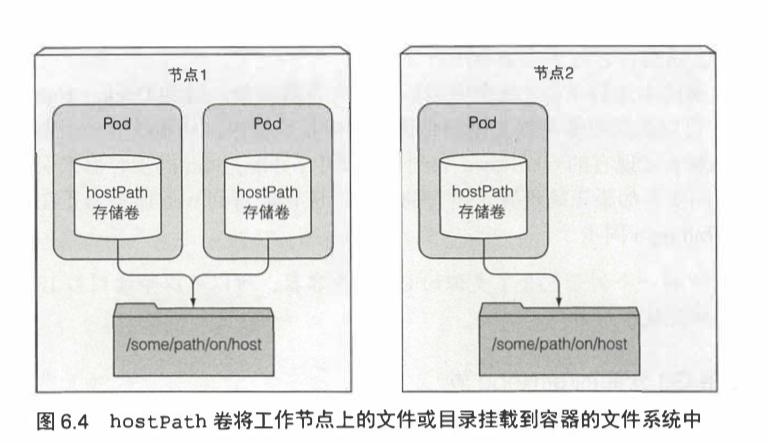 节点1
节点2
Pod
Pod
Pod
hostPath
存储卷
hostPath
存储卷
hostPath
存储卷
/some/path/on/host
/some/path/on/host
图 6.4 hostPath 卷将工作节点上的文件或目录挂载到容器的文件系统中